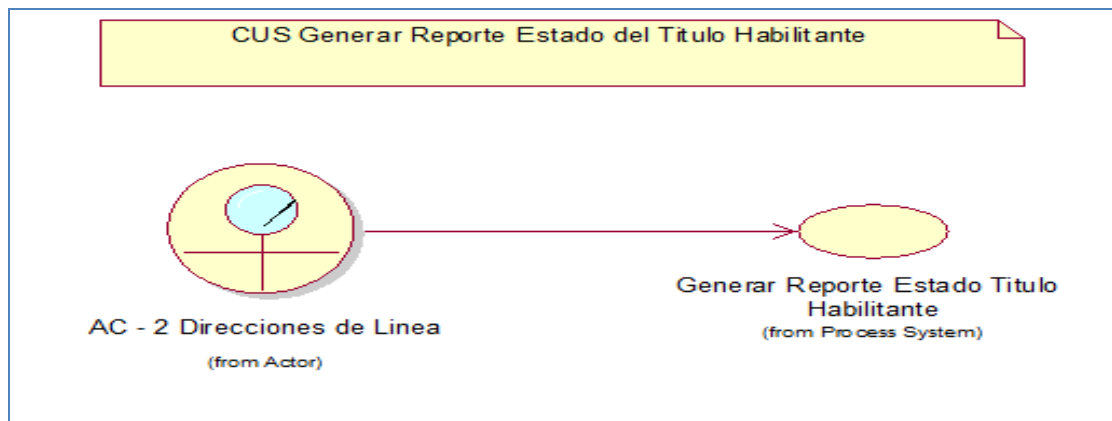 CUS Generar Reporte Estado del Titulo Habilitante
AC - 2 Direcciones de Linea
(from Actor)
Generar Reporte Estado Titulo
Habilitante
(from Process System)